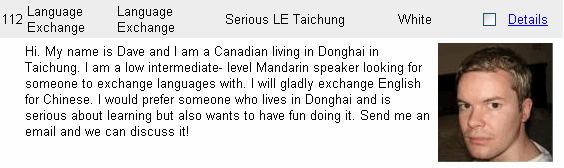 112 Language Exchange Language Exchange Serious LE Taichung White Details
Hi. My name is Dave and I am a Canadian living in Donghai in
Taichung. I am a low intermediate- level Mandarin speaker looking for
someone to exchange languages with. I will gladly exchange English
for Chinese. I would prefer someone who lives in Donghai and is
serious about learning but also wants to have fun doing it. Send me an
email and we can discuss it!